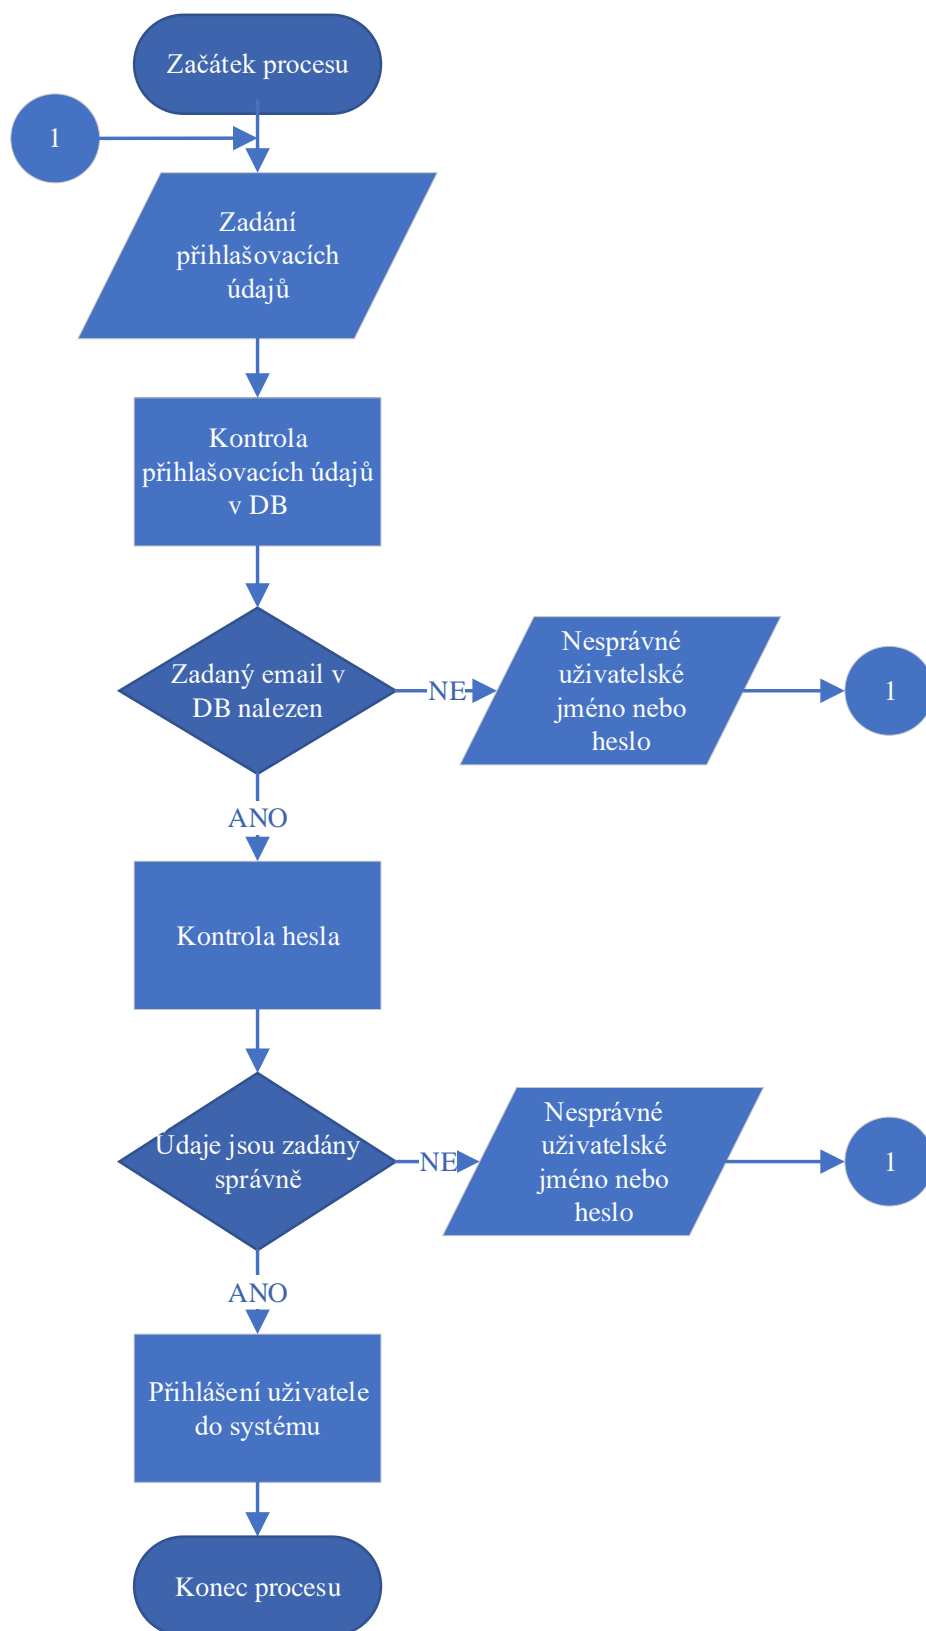 Začátek procesu
1
Zadání
přihlašovacích
údajů
Kontrola
přihlašovacích údajů
v DB
Zadaný email v
DB nalezen
NE
Nesprávné
uživatelské
jméno nebo
heslo
1
ANO
Kontrola hesla
Údaje jsou zadány
správně
NE
Nesprávné
uživatelské
jméno nebo
heslo
1
ANO
Přihlášení uživatele
do systému
Konec procesu